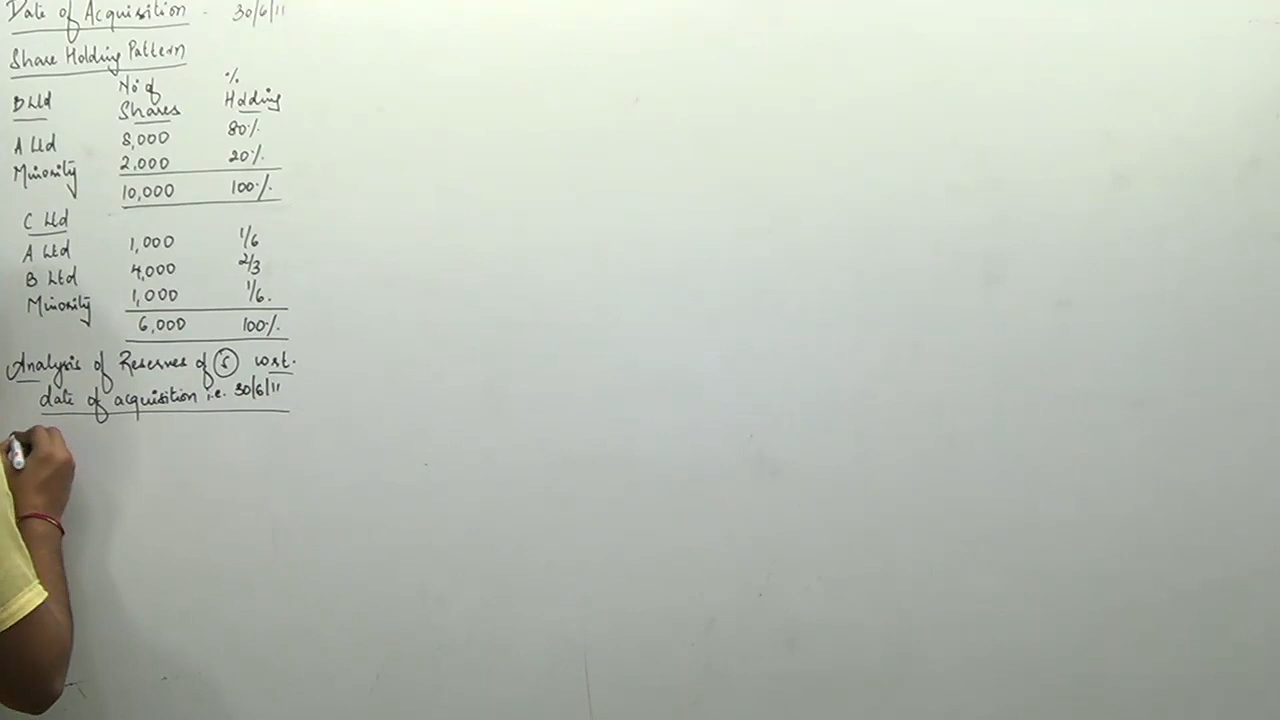 Date of Acquisition - 30/6/11
Share Holding Pattern
B Ltd No. of Shares % Holding
A Ltd 8,000 80%.
Minority 2,000 20%.
10,000 100%.
C Ltd
A Ltd 1,000 1/6
B Ltd 4,000 2/3
Minority 1,000 1/6.
6,000 100%.
Analysis of Reserves of S w.r.t.
date of acquisition i.e. 30/6/11